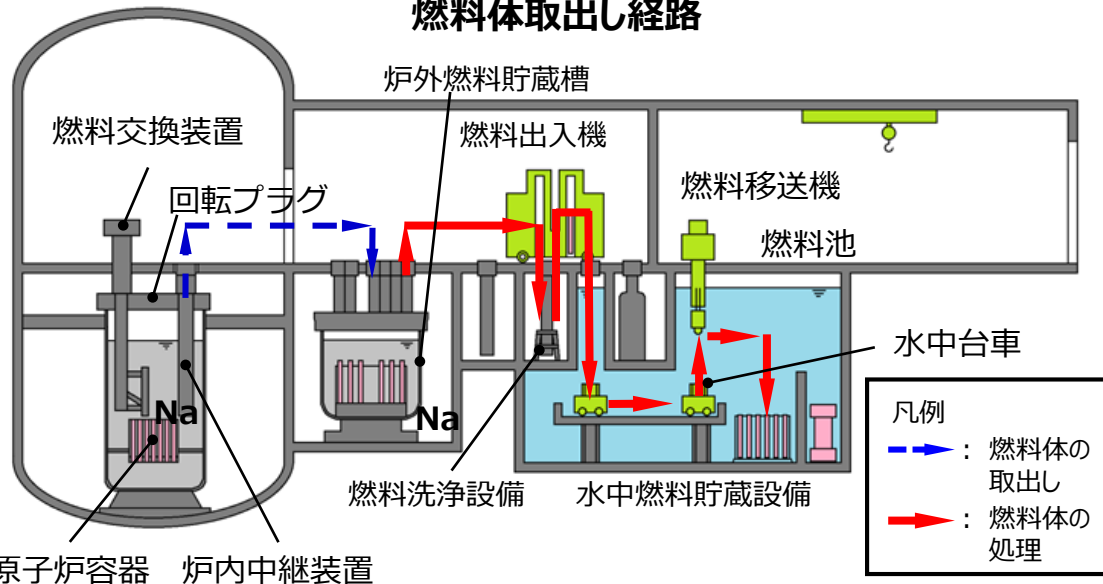 燃料体取出し経路
炉外燃料貯蔵槽
燃料交換装置
燃料出入機
回転プラグ
燃料移送機
燃料池
水中台車
Na
Na
燃料洗浄設備
水中燃料貯蔵設備
原子炉容器
炉内中継装置
凡例
： 燃料体の
取出し
： 燃料体の
処理